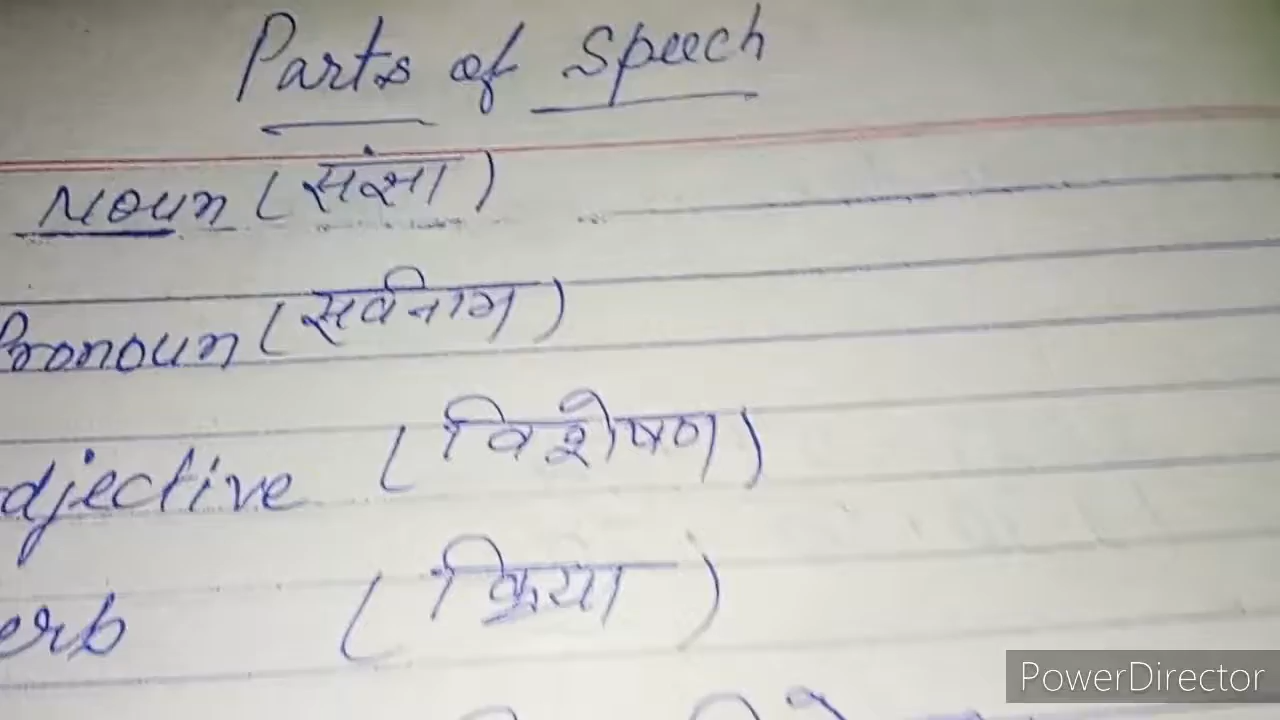 Parts of Speech
Noun (संज्ञा)
Pronoun (सर्वनाम)
djective (विशेषण)
erb (क्रिया)
PowerDirector